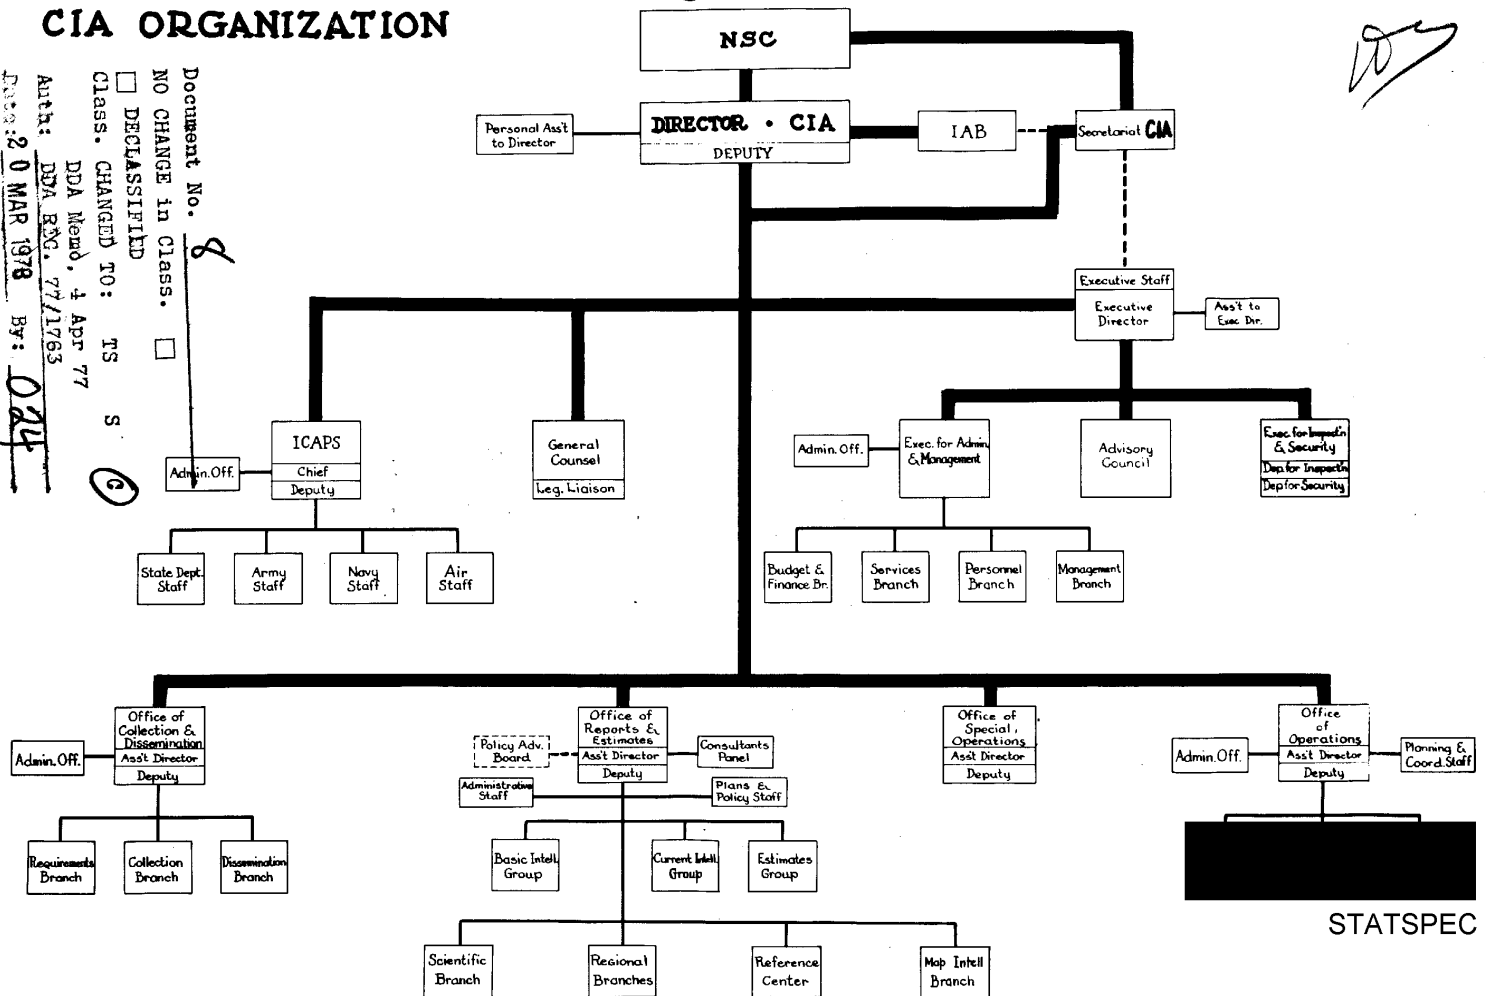 CIA ORGANIZATION
NSC
DIRECTOR · CIA
DEPUTY
Personal Ass't
to Director
IAB
Secretariat CIA
Document No. 8
NO CHANGE in Class. □
□ DECLASSIFIED
Class. CHANGED TO: TS S C
DDA Memo, 4 Apr 77
Auth: DDA REG. 77/1763
Date: 20 MAR 1978 By: 024
Executive Staff
Executive
Director
Ass't to
Exec Dir.
ICAPS
Chief
Deputy
Admin. Off.
General
Counsel
Leg. Liaison
Admin. Off.
Exec. for Admin.
& Management
Advisory
Council
Exec. for Inspect'n
& Security
Dep. for Inspect'n
Dep for Security
State Dept.
Staff
Army
Staff
Navy
Staff
Air
Staff
Budget &
Finance Br.
Services
Branch
Personnel
Branch
Management
Branch
Office of
Collection &
Dissemination
Ass't Director
Deputy
Admin. Off.
Office of
Reports &
Estimates
Ass't Director
Deputy
Policy Adv.
Board
Consultants
Panel
Administrative
Staff
Plans &
Policy Staff
Office of
Special
Operations
Ass't Director
Deputy
Office
of
Operations
Ass't Director
Deputy
Admin. Off.
Planning &
Coord. Staff
Requirements
Branch
Collection
Branch
Dissemination
Branch
Basic Intell.
Group
Current Intell.
Group
Estimates
Group
STATSPEC
Scientific
Branch
Regional
Branches
Reference
Center
Map Intell
Branch